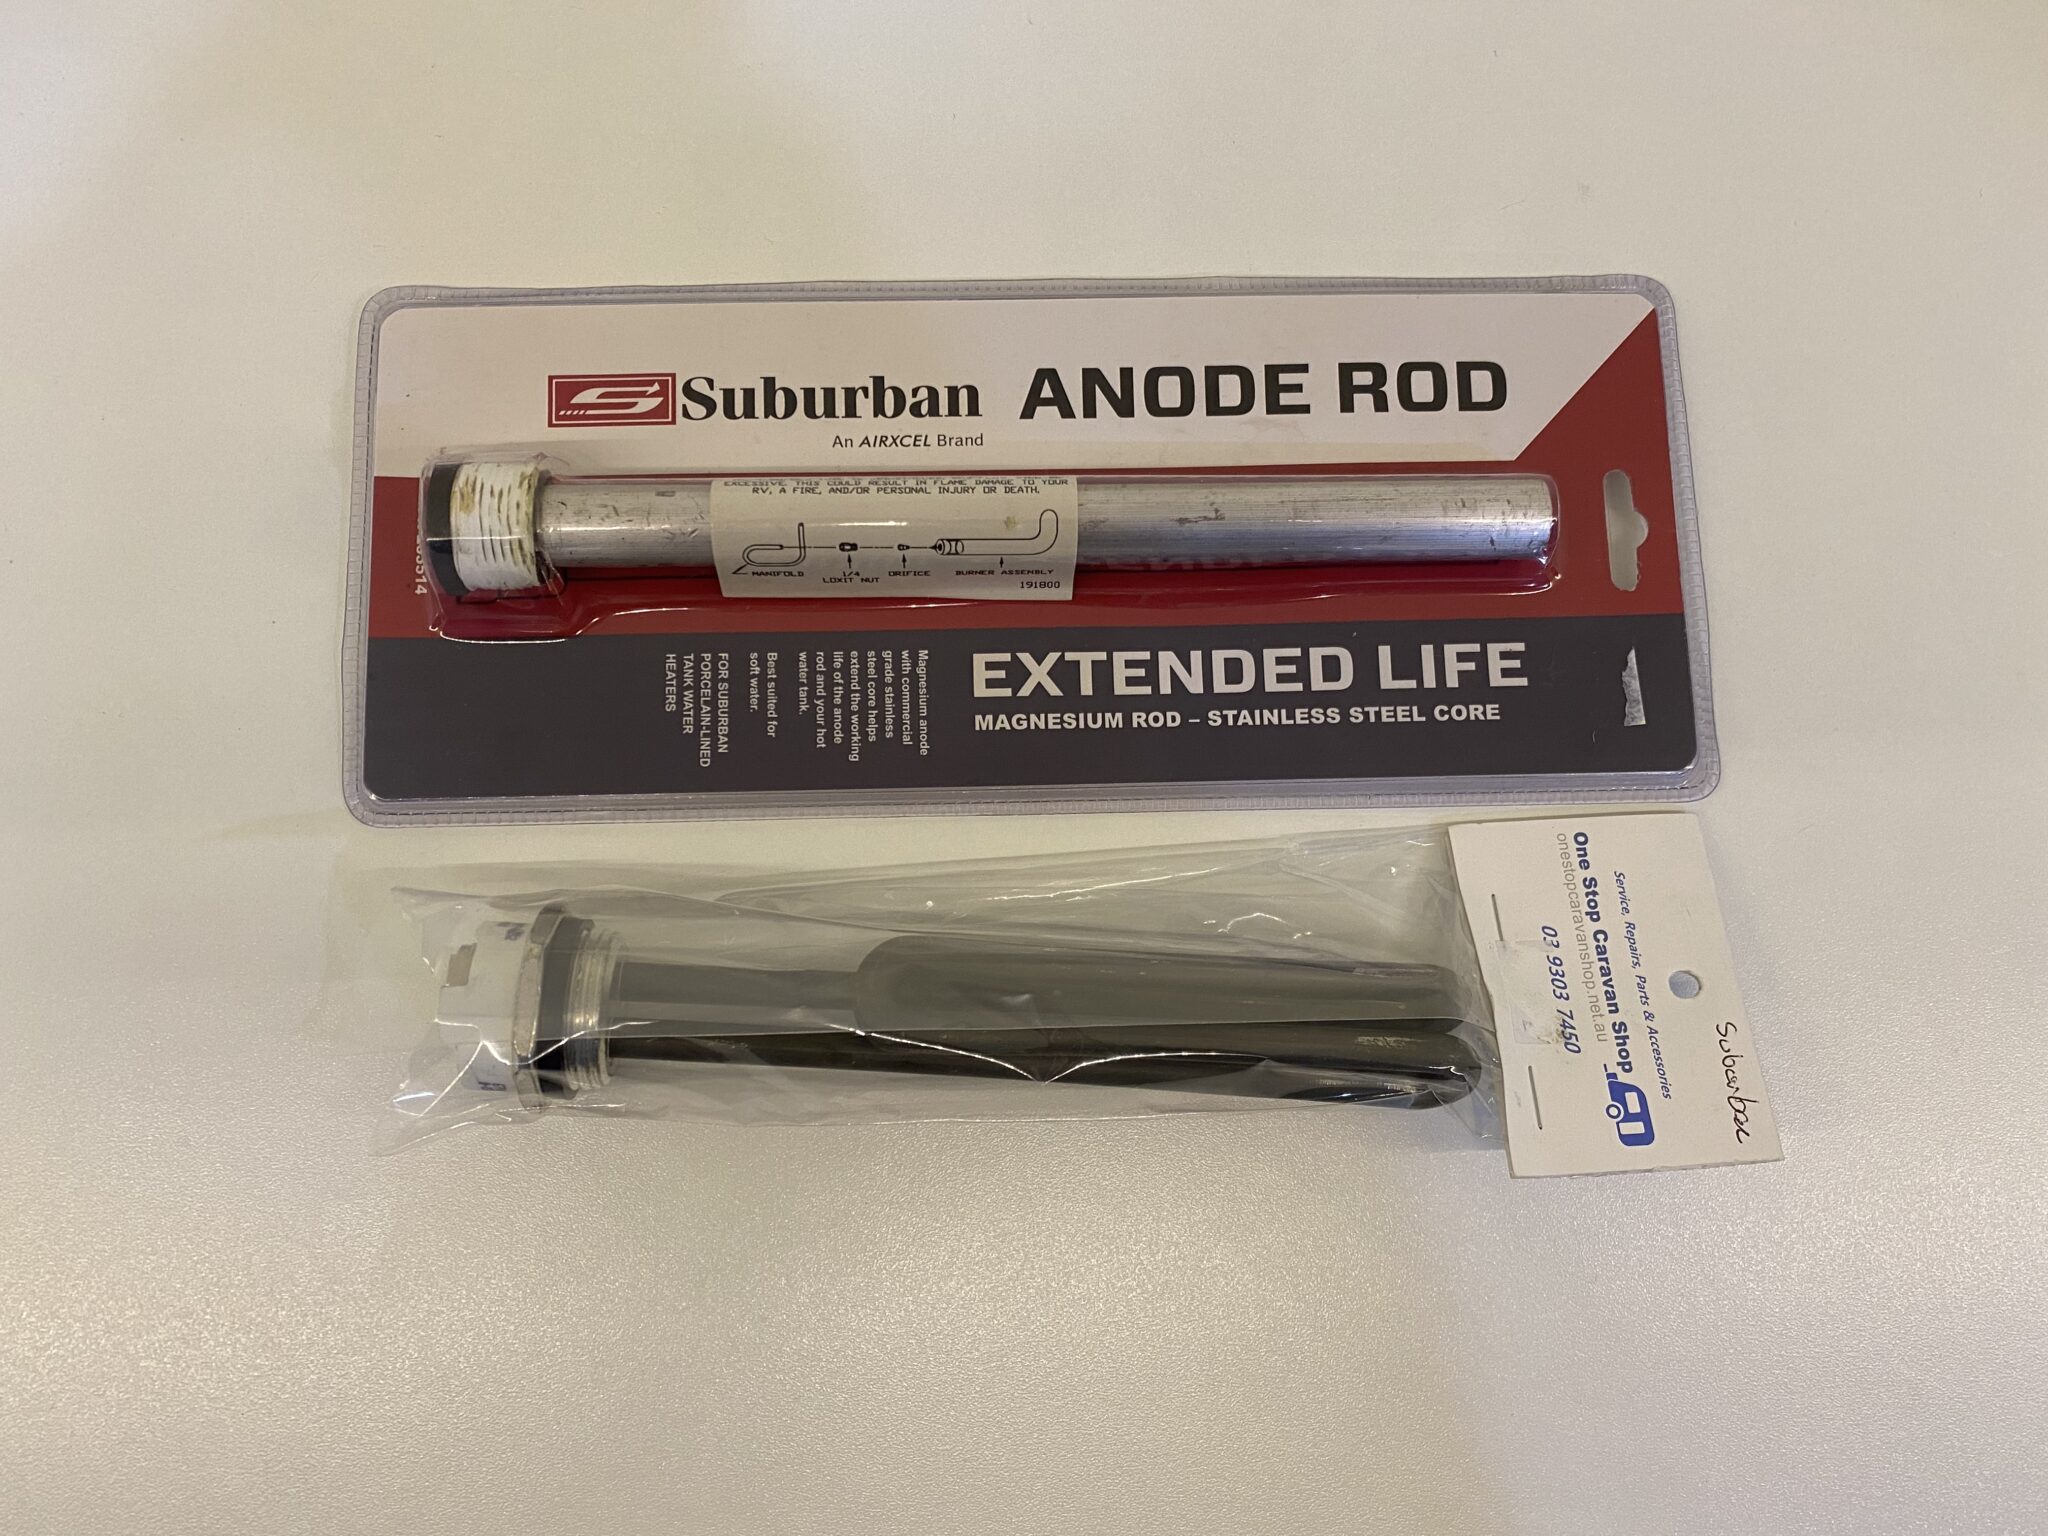 Suburban
An AIRXCEL Brand
ANODE ROD
EXCESSIVE. THIS COULD RESULT IN FLAME DAMAGE TO YOUR
RV, A FIRE, AND/OR PERSONAL INJURY OR DEATH.
MANIFOLD
1/4
LOXIT NUT
ORIFICE
BURNER ASSEMBLY
191800
EXTENDED LIFE
MAGNESIUM ROD – STAINLESS STEEL CORE
Magnesium anode
with commercial
grade stainless
steel core helps
extend the working
life of the anode
rod and your hot
water tank.
Best suited for
soft water.
FOR SUBURBAN
PORCELAIN-LINED
TANK WATER
HEATERS
Suburban
Service, Repairs, Parts & Accessories
One Stop Caravan Shop
onestopcaravanshop.net.au
03 9303 7450